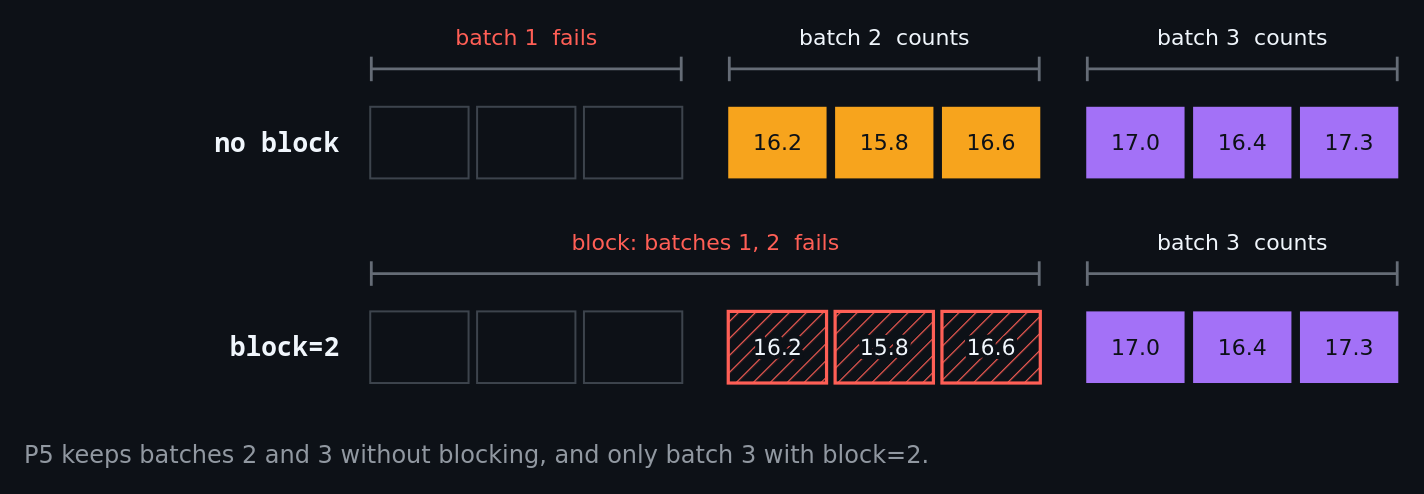 batch 1  fails
batch 2  counts
batch 3  counts
no block
16.2
15.8
16.6
17.0
16.4
17.3
block: batches 1, 2  fails
batch 3  counts
block=2
16.2
15.8
16.6
17.0
16.4
17.3
P5 keeps batches 2 and 3 without blocking, and only batch 3 with block=2.